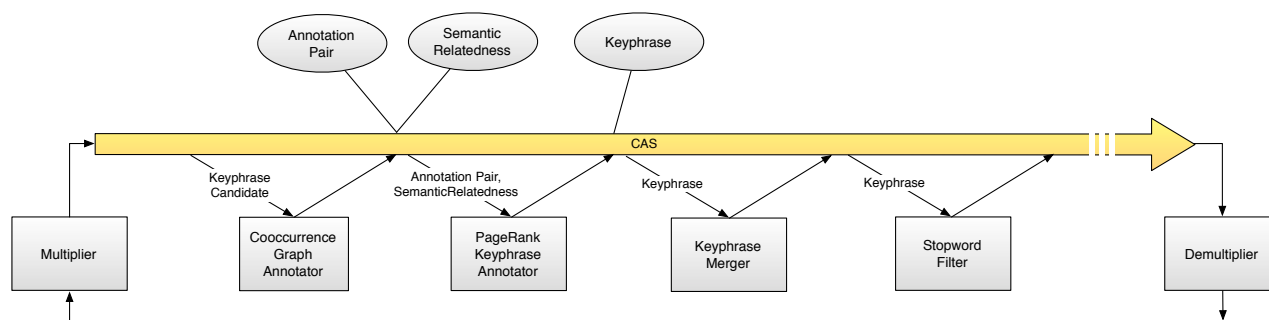 Annotation
Pair
Semantic
Relatedness
Keyphrase
CAS
Keyphrase
Candidate
Annotation Pair,
SemanticRelatedness
Keyphrase
Keyphrase
Multiplier
Cooccurrence
Graph
Annotator
PageRank
Keyphrase
Annotator
Keyphrase
Merger
Stopword
Filter
Demultiplier